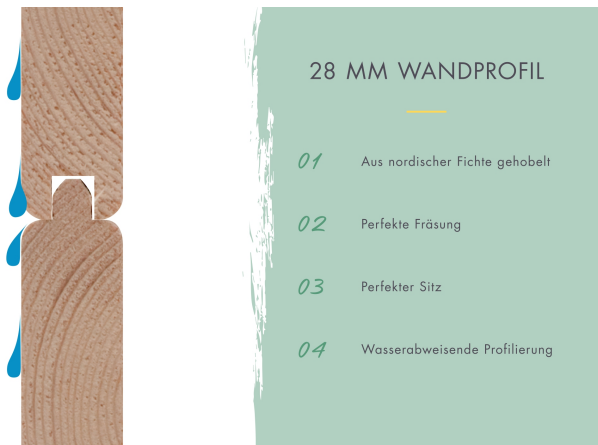 28 MM WANDPROFIL
01 Aus nordischer Fichte gehobelt
02 Perfekte Fräsung
03 Perfekter Sitz
04 Wasserabweisende Profilierung